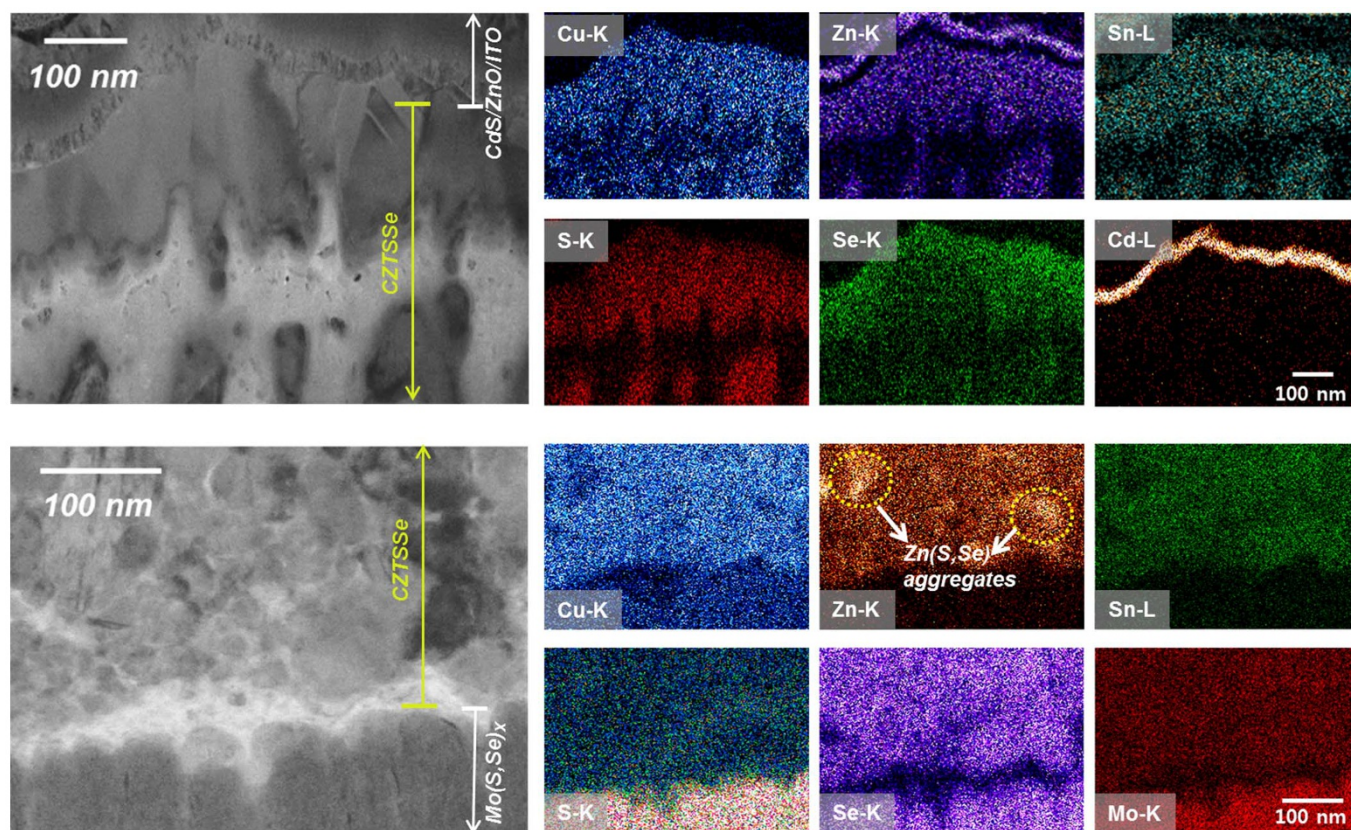 100 nm
CdS/ZnO/ITO
CZTSSe
Cu-K
Zn-K
Sn-L
S-K
Se-K
Cd-L
100 nm
100 nm
CZTSSe
Mo(S,Se)x
Cu-K
Zn-K
Zn(S,Se)
aggregates
Sn-L
S-K
Se-K
Mo-K
100 nm